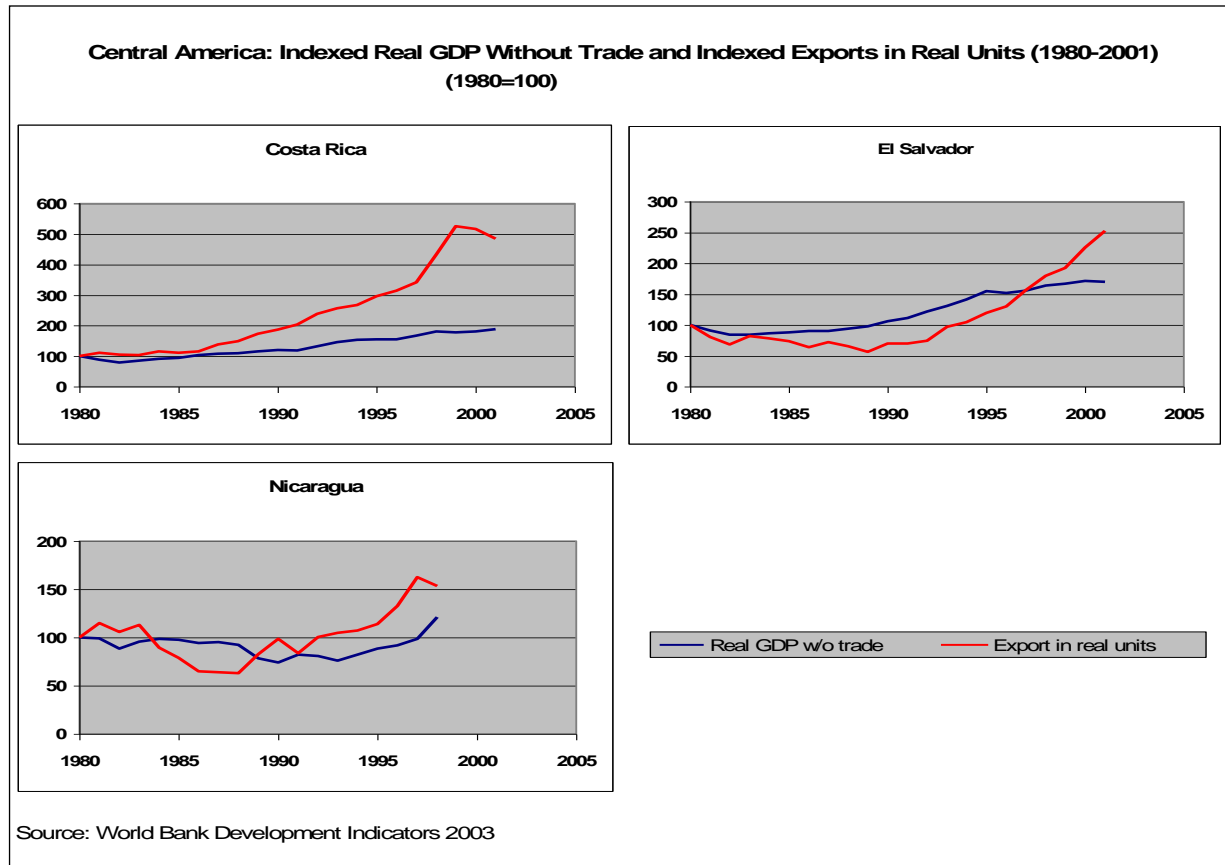 Central America: Indexed Real GDP Without Trade and Indexed Exports in Real Units (1980-2001)
(1980=100)
Costa Rica
600
500
400
300
200
100
0
1980 1985 1990 1995 2000 2005
El Salvador
300
250
200
150
100
50
0
1980 1985 1990 1995 2000 2005
Nicaragua
200
150
100
50
0
1980 1985 1990 1995 2000 2005
Real GDP w/o trade Export in real units
Source: World Bank Development Indicators 2003